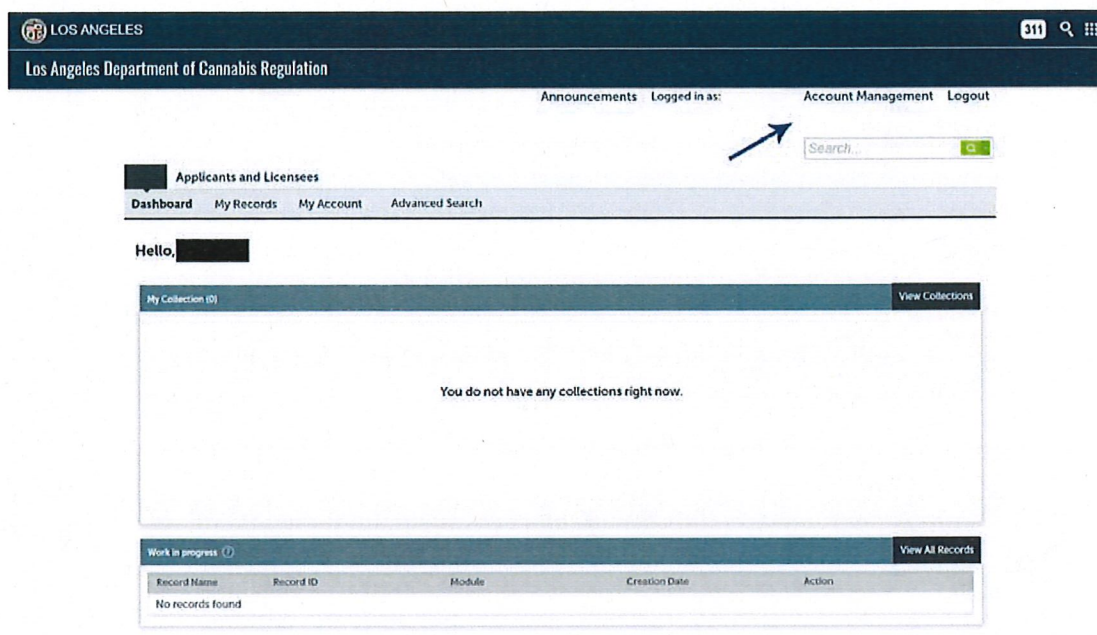 LOS ANGELES 311
Los Angeles Department of Cannabis Regulation
Announcements Logged in as: Account Management Logout
Search...
Applicants and Licensees
Dashboard My Records My Account Advanced Search
Hello,
My Collection (0) View Collections
You do not have any collections right now.
Work in progress ? View All Records
Record Name Record ID Module Creation Date Action
No records found